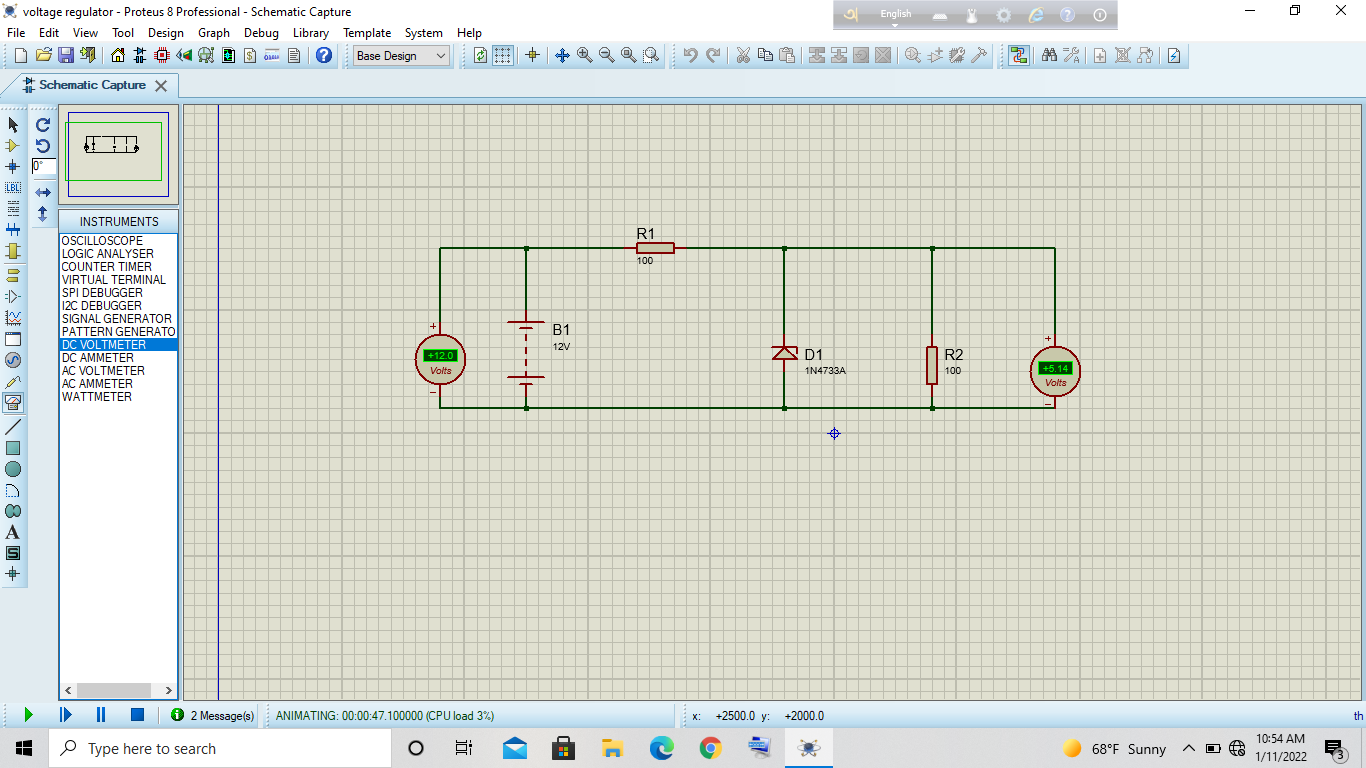 voltage regulator - Proteus 8 Professional - Schematic Capture
English
File Edit View Tool Design Graph Debug Library Template System Help
Base Design
Schematic Capture
0°
LBL
INSTRUMENTS
OSCILLOSCOPE
LOGIC ANALYSER
COUNTER TIMER
VIRTUAL TERMINAL
SPI DEBUGGER
I2C DEBUGGER
SIGNAL GENERATOR
PATTERN GENERATO
DC VOLTMETER
DC AMMETER
AC VOLTMETER
AC AMMETER
WATTMETER
A
S
R1
100
+12.0
Volts
B1
12V
D1
1N4733A
R2
100
+5.14
Volts
2 Message(s)
ANIMATING: 00:00:47.100000 (CPU load 3%)
x: +2500.0 y: +2000.0 th
Type here to search
68°F Sunny
10:54 AM
1/11/2022
3